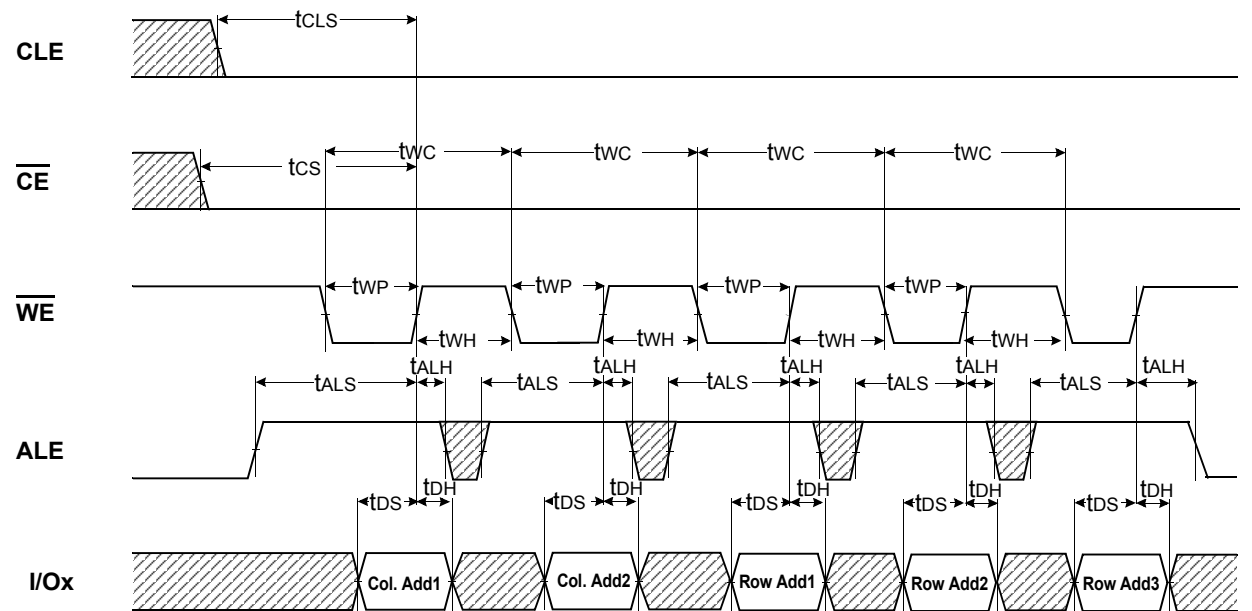 CLE
tCLS
CE
tCS
tWC tWC tWC tWC
WE
tWP tWP tWP tWP
tWH tWH tWH tWH
ALE
tALS tALH tALS tALH tALS tALH tALS tALH tALS tALH
tDS tDH tDS tDH tDS tDH tDS tDH tDS tDH
I/Ox
Col. Add1 Col. Add2 Row Add1 Row Add2 Row Add3